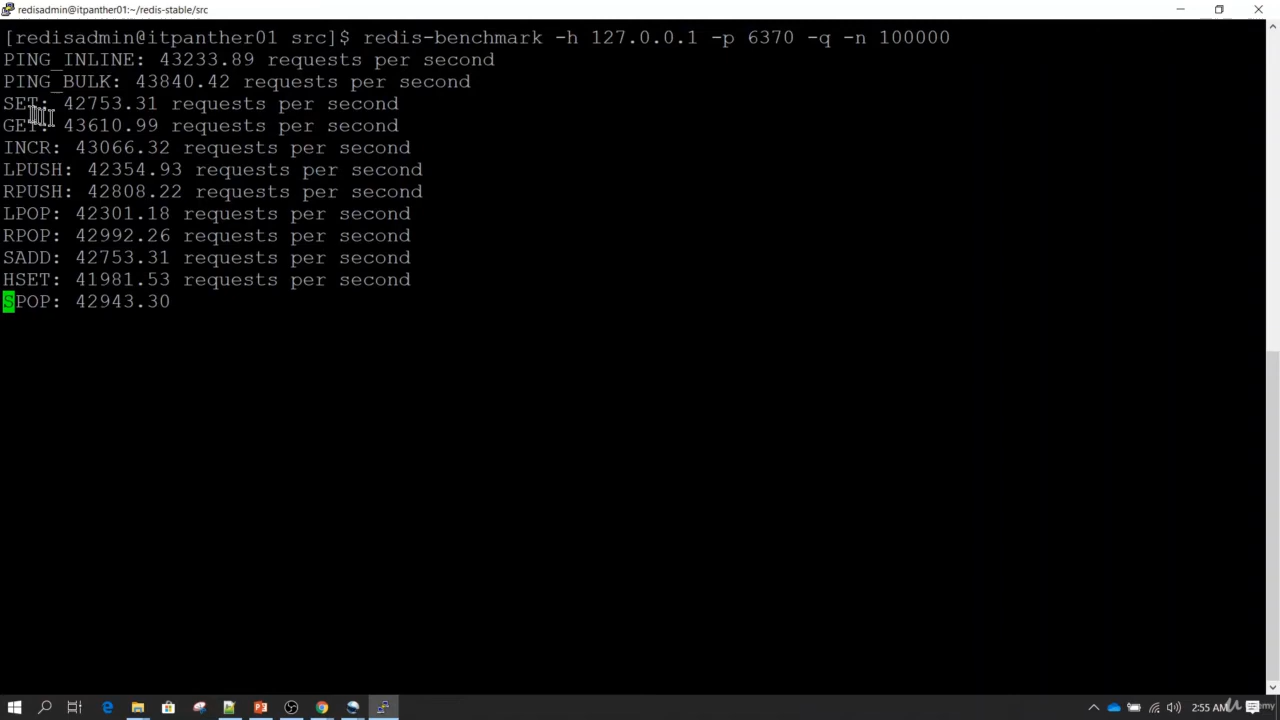 redisadmin@itpanther01:~/redis-stable/src
[redisadmin@itpanther01 src]$ redis-benchmark -h 127.0.0.1 -p 6370 -q -n 100000
PING_INLINE: 43233.89 requests per second
PING_BULK: 43840.42 requests per second
SET: 42753.31 requests per second
GET: 43610.99 requests per second
INCR: 43066.32 requests per second
LPUSH: 42354.93 requests per second
RPUSH: 42808.22 requests per second
LPOP: 42301.18 requests per second
RPOP: 42992.26 requests per second
SADD: 42753.31 requests per second
HSET: 41981.53 requests per second
SPOP: 42943.30
2:55 AM